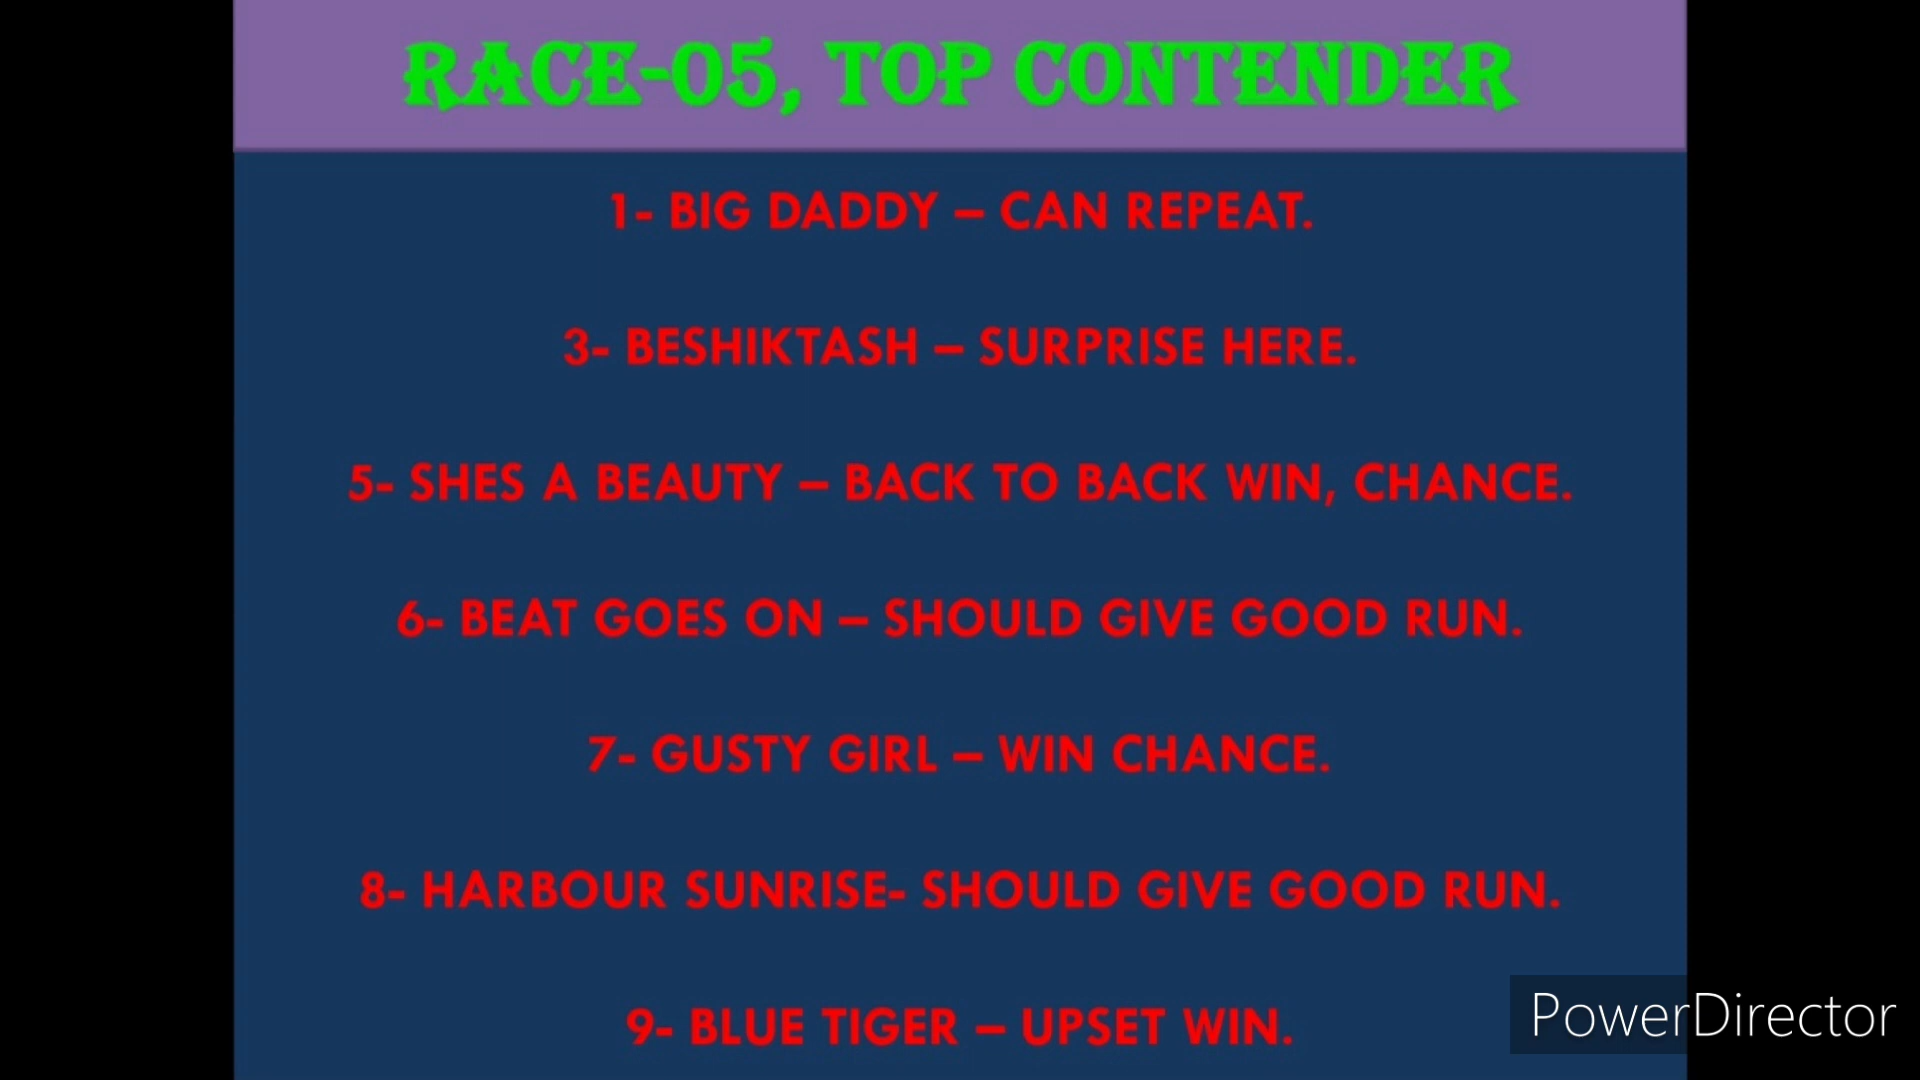 RACE-05, TOP CONTENDER
1- BIG DADDY – CAN REPEAT.
3- BESHIKTASH – SURPRISE HERE.
5- SHES A BEAUTY – BACK TO BACK WIN, CHANCE.
6- BEAT GOES ON – SHOULD GIVE GOOD RUN.
7- GUSTY GIRL – WIN CHANCE.
8- HARBOUR SUNRISE- SHOULD GIVE GOOD RUN.
9- BLUE TIGER – UPSET WIN.
PowerDirector